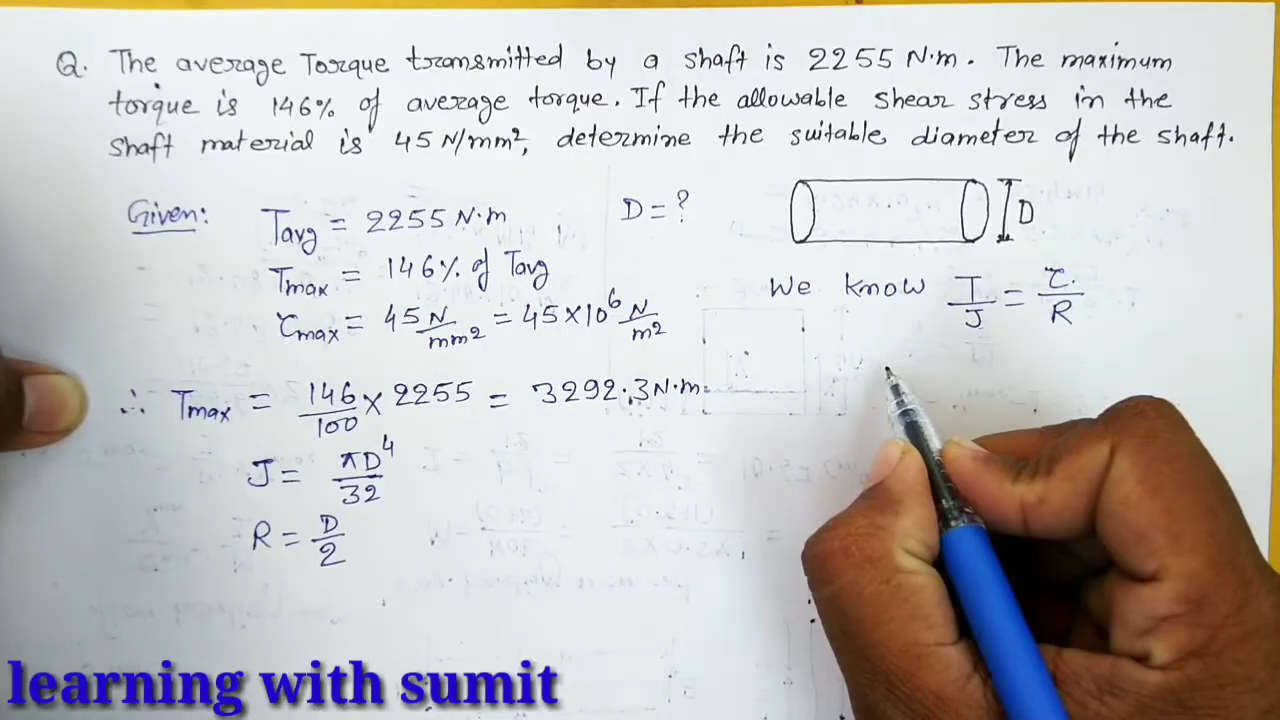 Q. The average Torque transmitted by a shaft is 2255 N·m. The maximum
torque is 146% of average torque. If the allowable shear stress in the
shaft material is 45 N/mm², determine the suitable diameter of the shaft.
Given: Tavg = 2255 N·m D = ? D
Tmax = 146% of Tavg
We know T/J = τ/R
τmax = 45 N/mm² = 45×10⁶ N/m²
∴ Tmax = 146/100 × 2255 = 3292.3 N·m.
J = πD⁴/32
R = D/2
learning with sumit